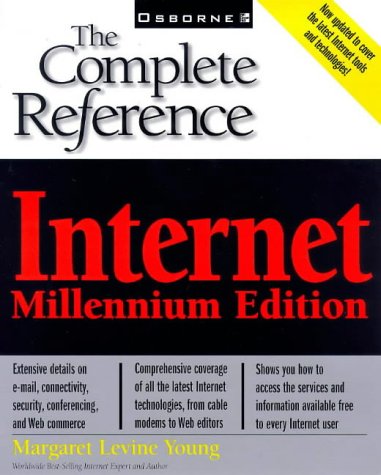 OSBORNE
Now updated to cover
the latest Internet tools
and technologies!
The
Complete
Reference
Internet
Millennium Edition
Extensive details on
e-mail, connectivity,
security, conferencing,
and Web commerce
Comprehensive coverage
of all the latest Internet
technologies, from cable
modems to Web editors
Shows you how to
access the services and
information available free
to every Internet user
Margaret Levine Young
Worldwide Best-Selling Internet Expert and Author